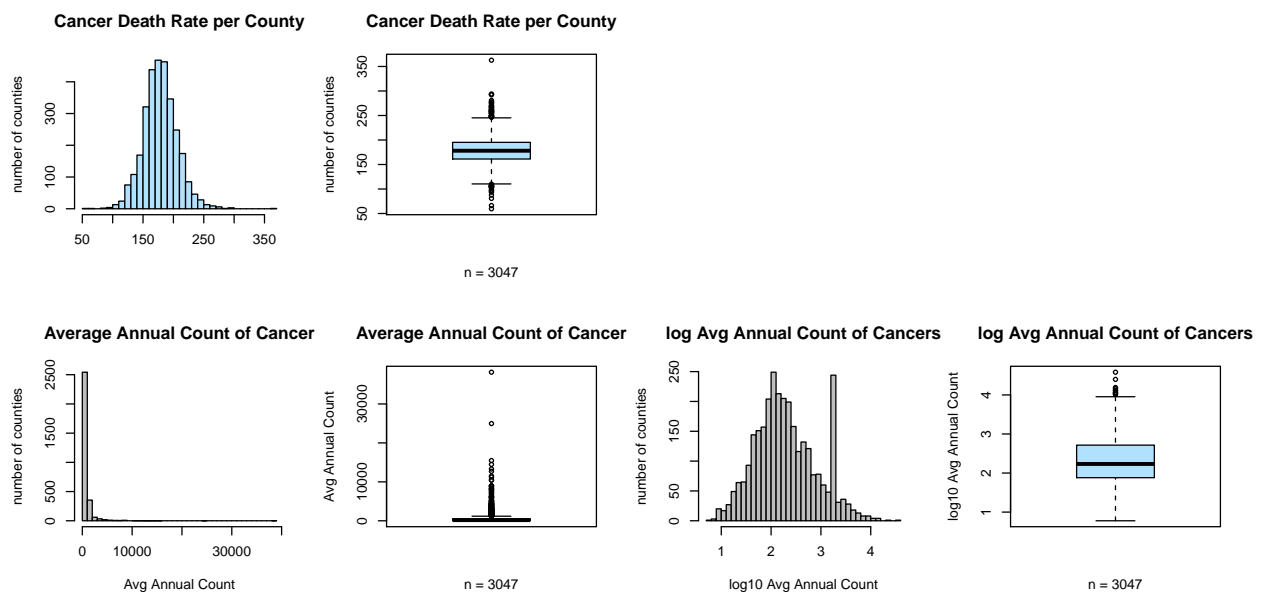 Cancer Death Rate per County
number of counties
300
100
0
50 150 250 350
Cancer Death Rate per County
number of counties
350
250
150
50
n = 3047
Average Annual Count of Cancer
number of counties
2500
1500
500
0
0 10000 30000
Avg Annual Count
Average Annual Count of Cancer
Avg Annual Count
30000
10000
0
n = 3047
log Avg Annual Count of Cancers
number of counties
250
150
50
0
1 2 3 4
log10 Avg Annual Count
log Avg Annual Count of Cancers
log10 Avg Annual Count
4
3
2
1
n = 3047